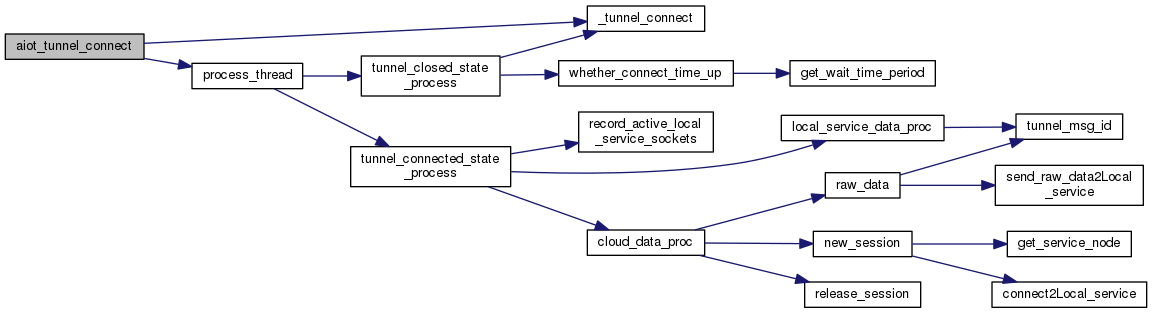 aiot_tunnel_connect
_tunnel_connect
process_thread
tunnel_closed_state
_process
whether_connect_time_up
get_wait_time_period
tunnel_connected_state
_process
record_active_local
_service_sockets
local_service_data_proc
tunnel_msg_id
cloud_data_proc
raw_data
send_raw_data2Local
_service
new_session
get_service_node
connect2Local_service
release_session